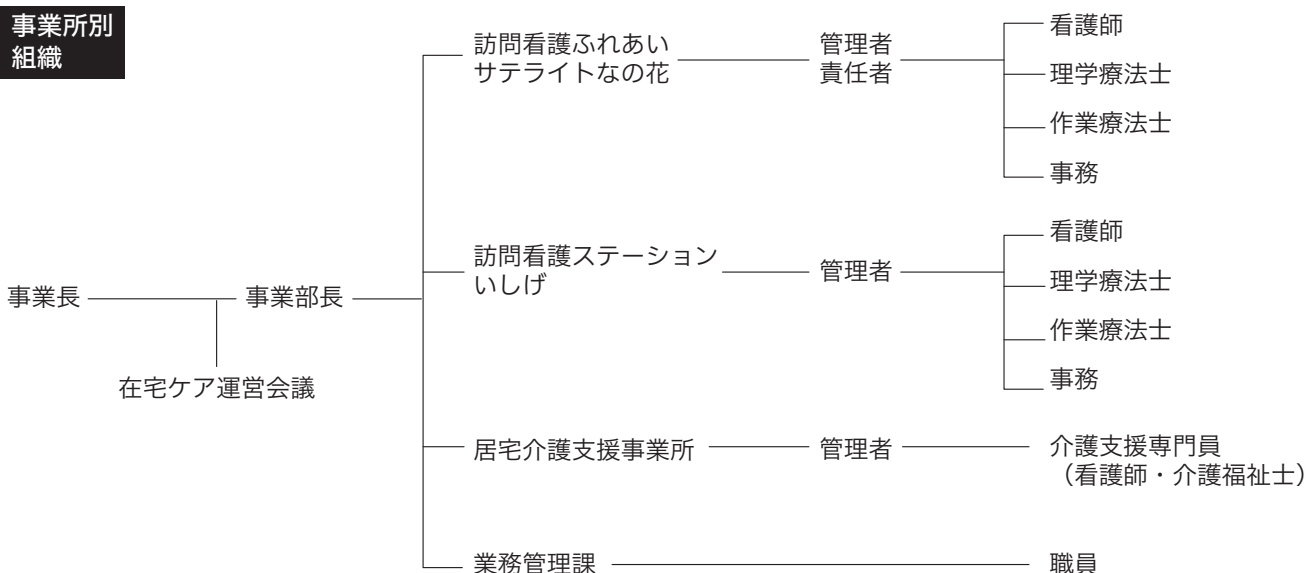 事業所別
組織
事業長
事業部長
在宅ケア運営会議
訪問看護ふれあい
サテライトなの花
管理者
責任者
看護師
理学療法士
作業療法士
事務
訪問看護ステーション
いしげ
管理者
看護師
理学療法士
作業療法士
事務
居宅介護支援事業所
管理者
介護支援専門員
（看護師・介護福祉士）
業務管理課
職員